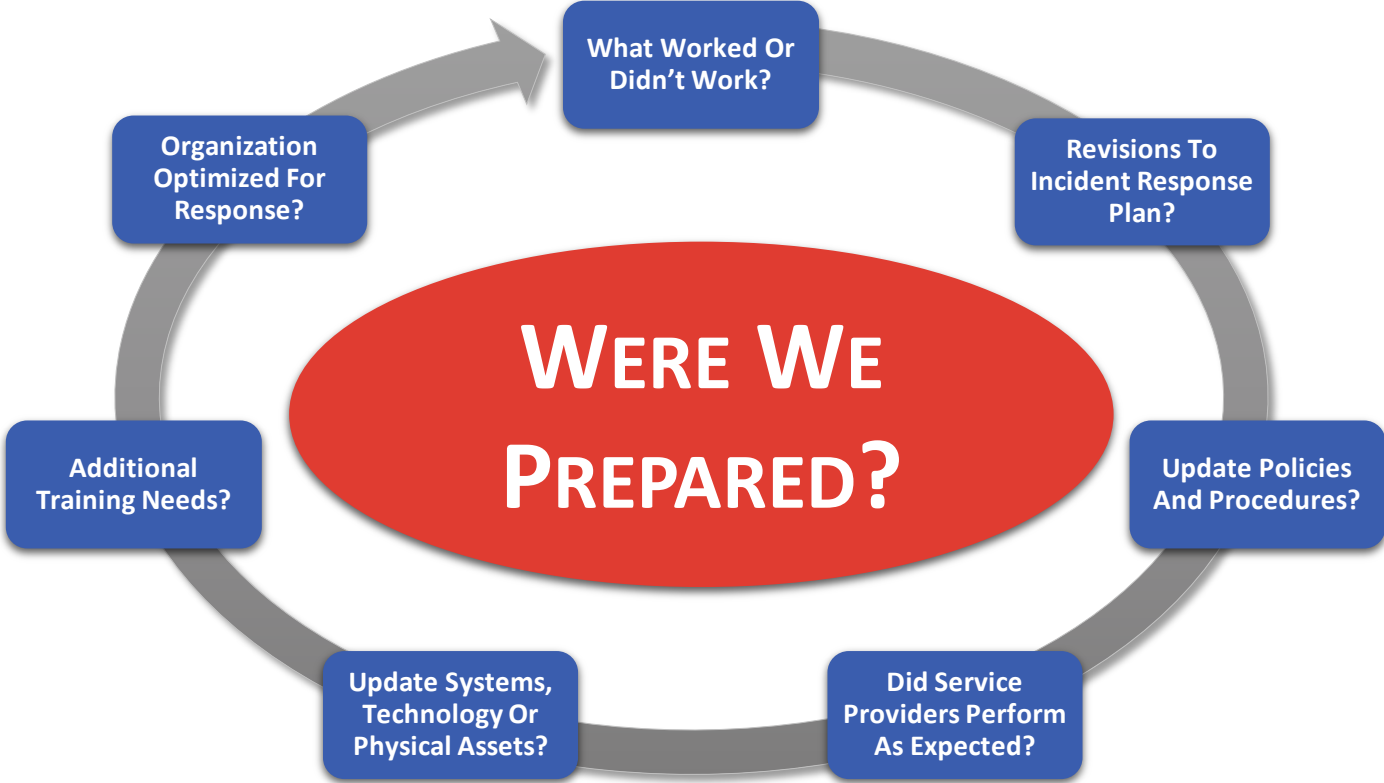 What Worked Or
Didn’t Work?
Revisions To
Incident Response
Plan?
Update Policies
And Procedures?
Did Service
Providers Perform
As Expected?
Update Systems,
Technology Or
Physical Assets?
Additional
Training Needs?
Organization
Optimized For
Response?
WERE WE
PREPARED?